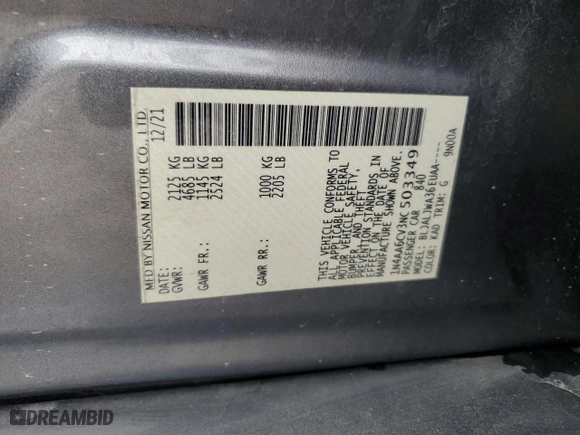 MFD BY NISSAN MOTOR CO., LTD.
DATE: 12/21
GVWR: 2125 KG
4685 LB
GAWR FR.: 1145 KG
2524 LB
GAWR RR.: 1000 KG
2205 LB
THIS VEHICLE CONFORMS TO
ALL APPLICABLE FEDERAL
MOTOR VEHICLE SAFETY,
BUMPER, AND THEFT
PREVENTION STANDARDS IN
EFFECT ON THE DATE OF
MANUFACTURE SHOWN ABOVE.
1N4AA6CV3NC503349
PASSENGER CAR 840
MODEL: BLJALJWA36EUAA-----
COLOR: KAD TRIM: G 9N00A
DREAMBID